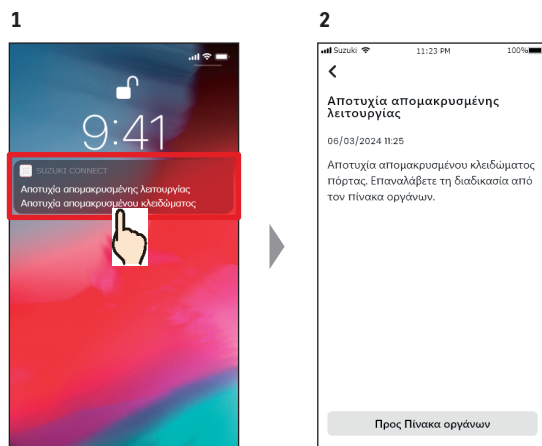 1
9:41
SUZUKI CONNECT
Αποτυχία απομακρυσμένης λειτουργίας
Αποτυχία απομακρυσμένου κλειδώματος
2
Suzuki 11:23 PM 100%
Αποτυχία απομακρυσμένης
λειτουργίας
06/03/2024 11:25
Αποτυχία απομακρυσμένου κλειδώματος
πόρτας. Επαναλάβετε τη διαδικασία από
τον πίνακα οργάνων.
Προς Πίνακα οργάνων